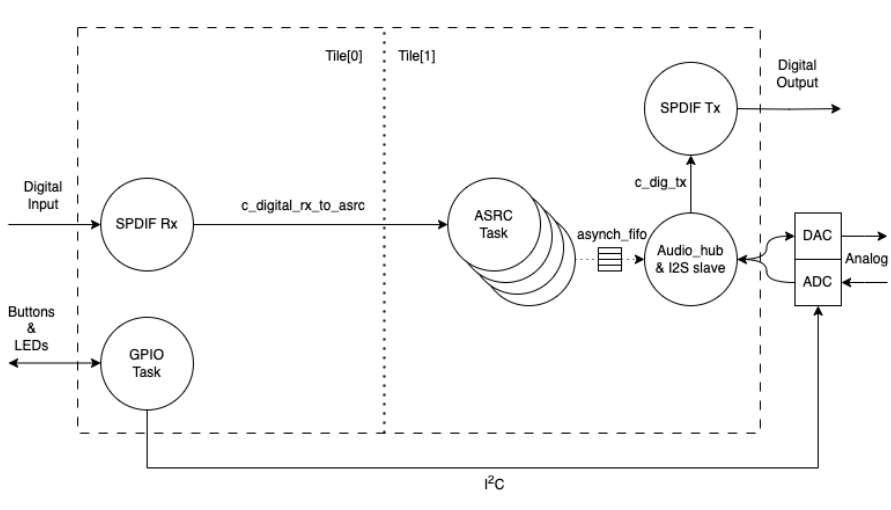 Tile[0]
Tile[1]
Digital
Output
SPDIF Tx
c_dig_tx
Digital
Input
SPDIF Rx
c_digital_rx_to_asrc
ASRC
Task
asynch_fifo
Audio_hub
& I2S slave
DAC
Analog
ADC
Buttons
&
LEDs
GPIO
Task
I²C